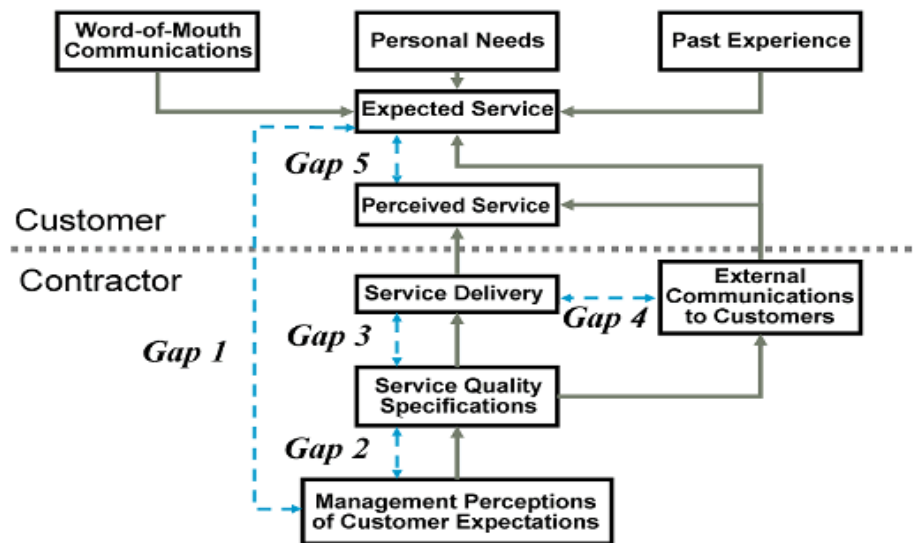 Word-of-Mouth
Communications
Personal Needs
Past Experience
Expected Service
Gap 5
Perceived Service
Customer
Contractor
Service Delivery
External
Communications
to Customers
Gap 4
Gap 3
Gap 1
Service Quality
Specifications
Gap 2
Management Perceptions
of Customer Expectations